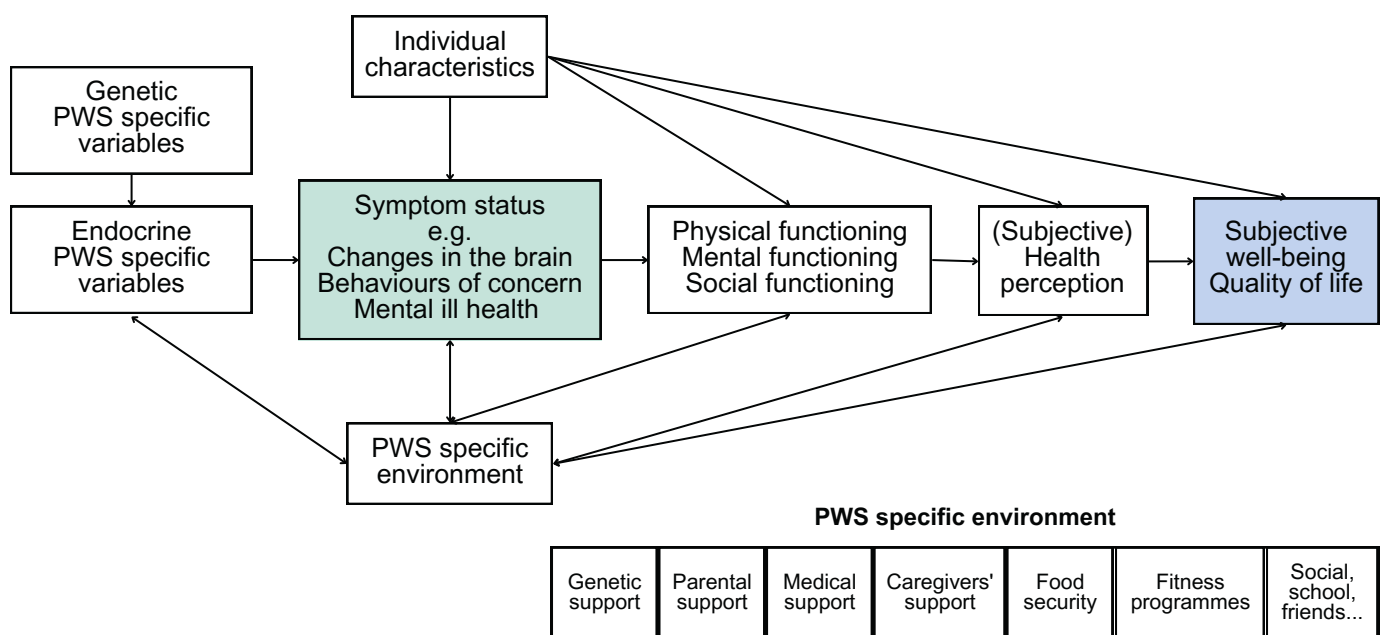 Individual
characteristics
Genetic
PWS specific
variables
Endocrine
PWS specific
variables
Symptom status
e.g.
Changes in the brain
Behaviours of concern
Mental ill health
Physical functioning
Mental functioning
Social functioning
(Subjective)
Health
perception
Subjective
well-being
Quality of life
PWS specific
environment
PWS specific environment
Genetic
support
Parental
support
Medical
support
Caregivers'
support
Food
security
Fitness
programmes
Social,
school,
friends...